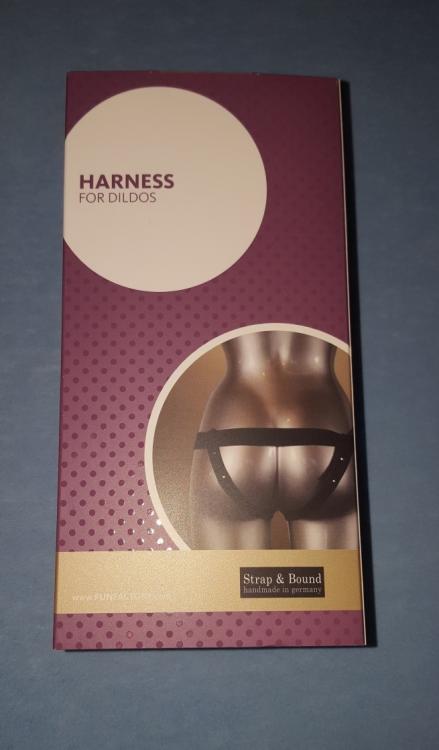 HARNESS
FOR DILDOS
Strap & Bound
handmade in germany
www.FUNFACTORY.com